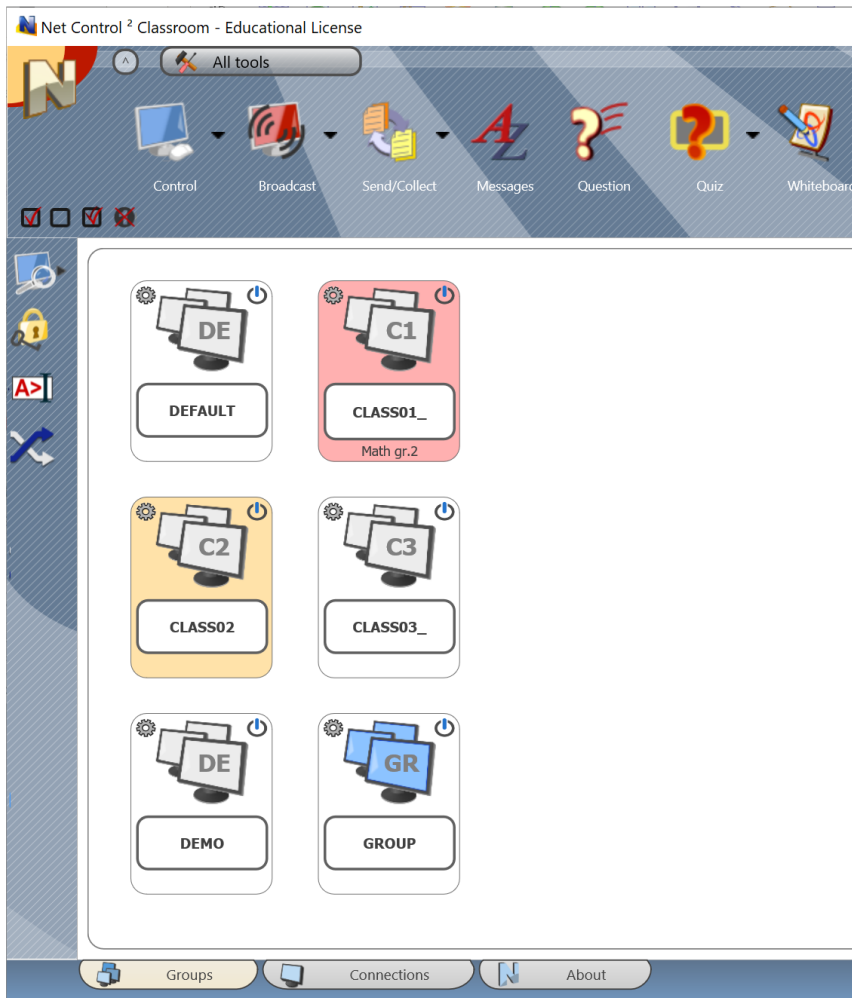 Net Control ² Classroom - Educational License
N
^
All tools
A
Z
?
?
Control
Broadcast
Send/Collect
Messages
Question
Quiz
Whiteboard
DE
DEFAULT
C1
CLASS01_
Math gr.2
A>
C2
CLASS02
C3
CLASS03_
DE
DEMO
GR
GROUP
Groups
Connections
N
About